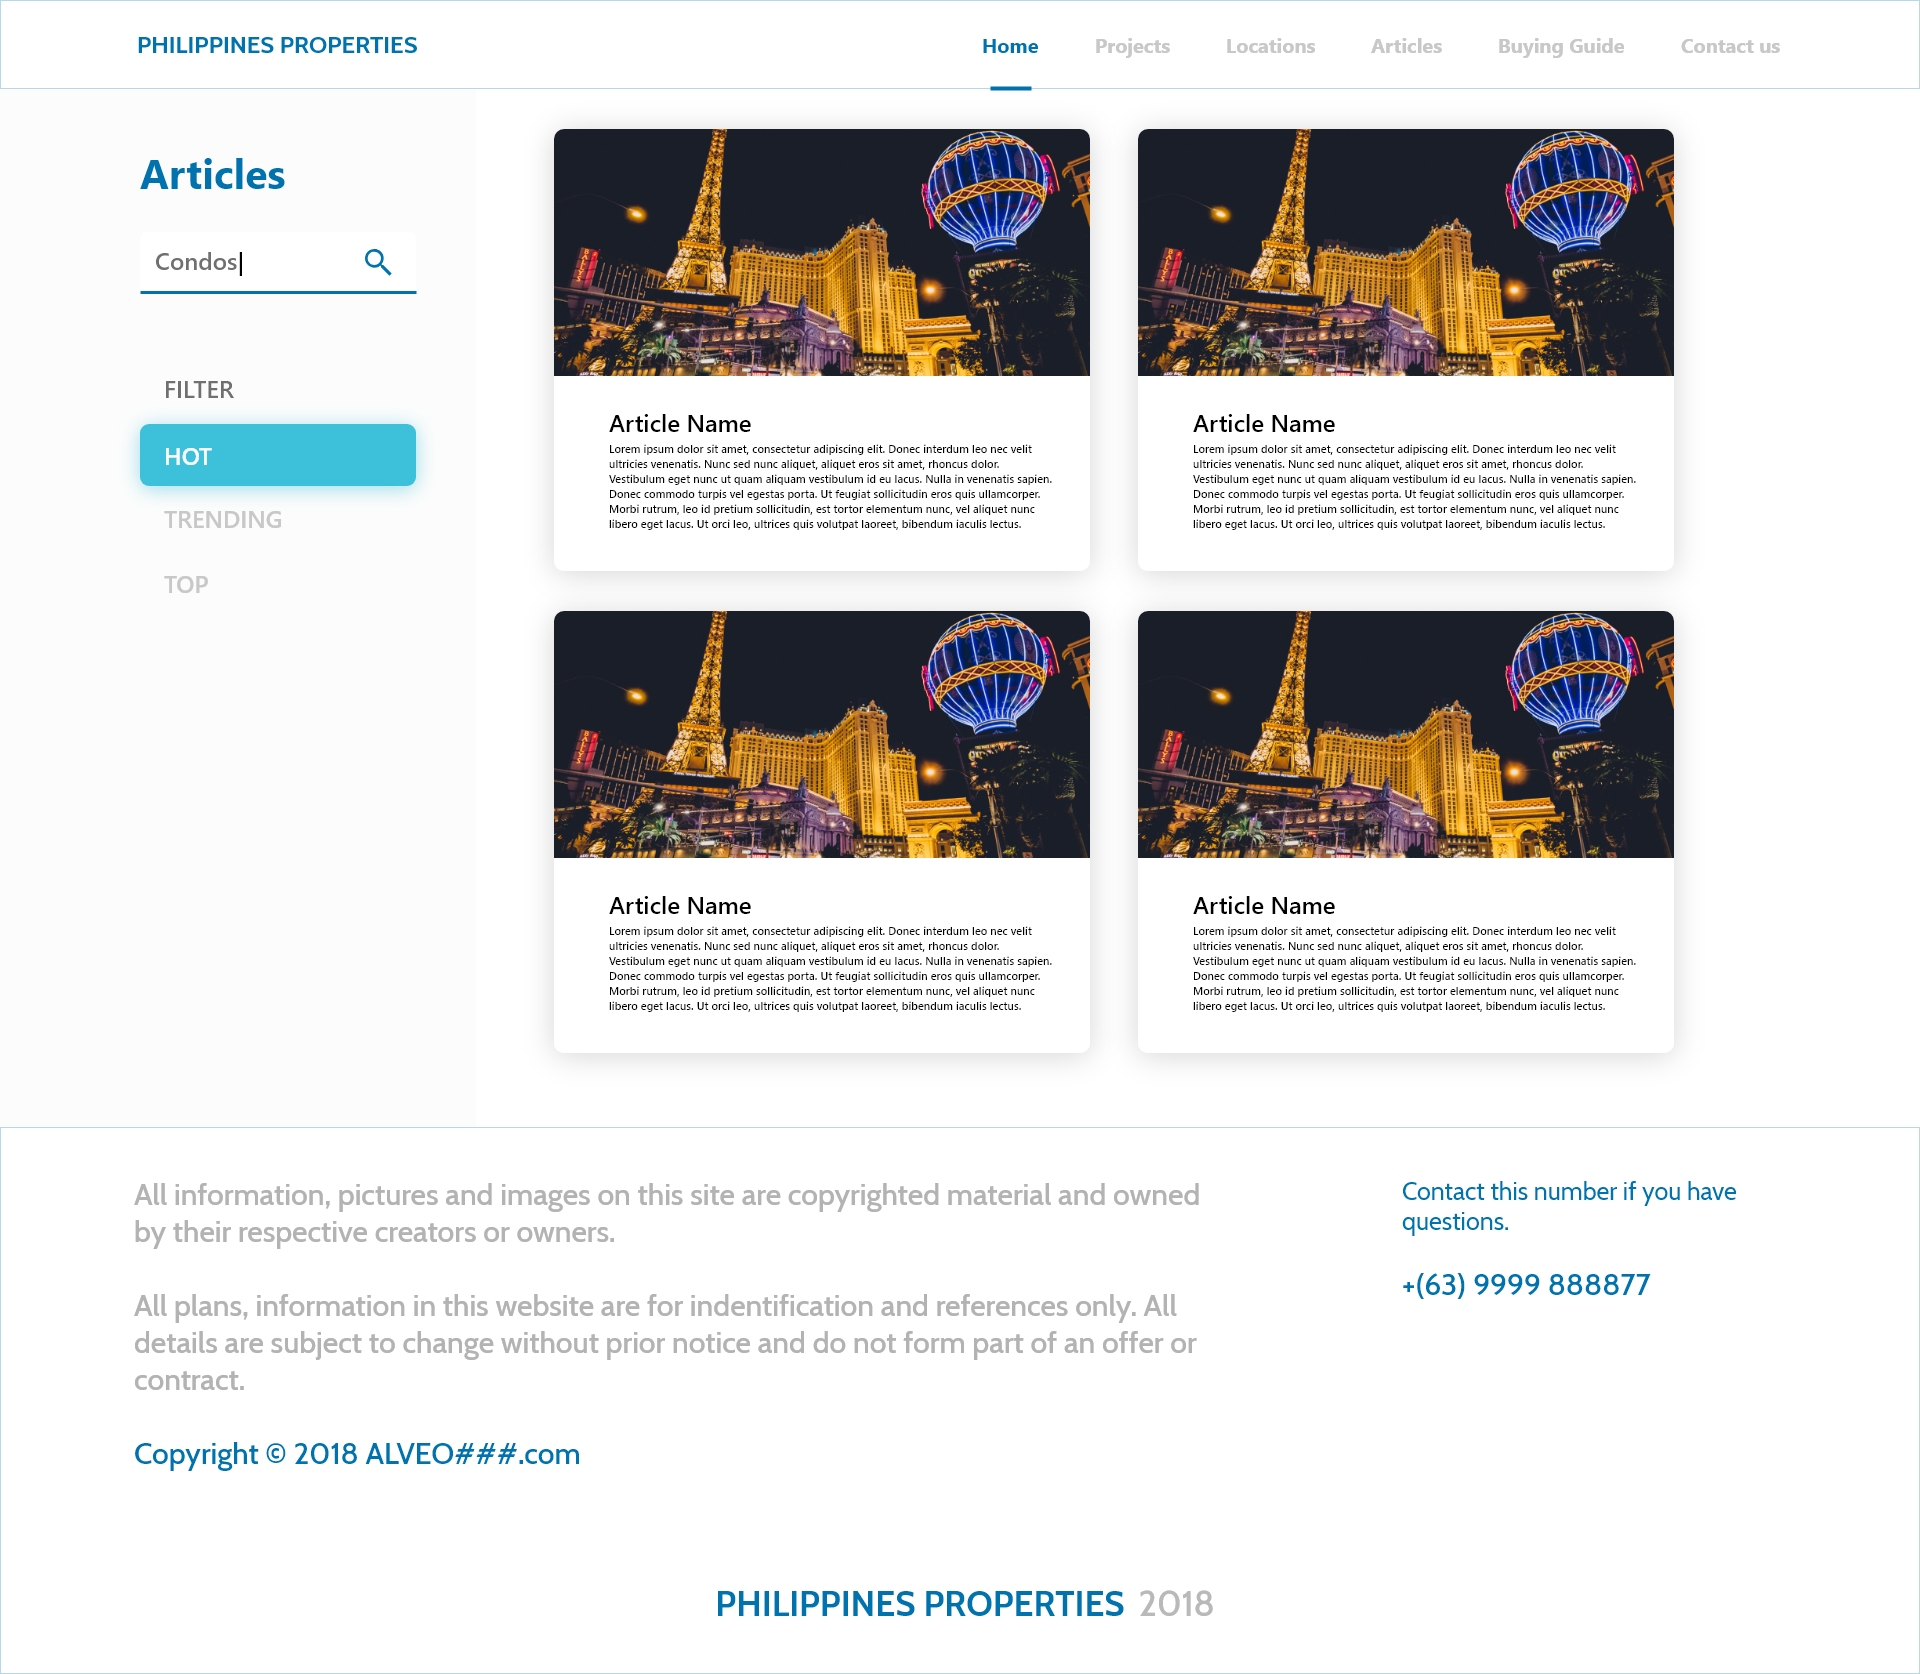 PHILIPPINES PROPERTIES
Home Projects Locations Articles Buying Guide Contact us
Articles
Condos
FILTER
HOT
TRENDING
TOP
BALLY'S
Article Name
Lorem ipsum dolor sit amet, consectetur adipiscing elit. Donec interdum leo nec velit
ultricies venenatis. Nunc sed nunc aliquet, aliquet eros sit amet, rhoncus dolor.
Vestibulum eget nunc ut quam aliquam vestibulum id eu lacus. Nulla in venenatis sapien.
Donec commodo turpis vel egestas porta. Ut feugiat sollicitudin eros quis ullamcorper.
Morbi rutrum, leo id pretium sollicitudin, est tortor elementum nunc, vel aliquet nunc
libero eget lacus. Ut orci leo, ultrices quis volutpat laoreet, bibendum iaculis lectus.
BALLY'S
Article Name
Lorem ipsum dolor sit amet, consectetur adipiscing elit. Donec interdum leo nec velit
ultricies venenatis. Nunc sed nunc aliquet, aliquet eros sit amet, rhoncus dolor.
Vestibulum eget nunc ut quam aliquam vestibulum id eu lacus. Nulla in venenatis sapien.
Donec commodo turpis vel egestas porta. Ut feugiat sollicitudin eros quis ullamcorper.
Morbi rutrum, leo id pretium sollicitudin, est tortor elementum nunc, vel aliquet nunc
libero eget lacus. Ut orci leo, ultrices quis volutpat laoreet, bibendum iaculis lectus.
BALLY'S
Article Name
Lorem ipsum dolor sit amet, consectetur adipiscing elit. Donec interdum leo nec velit
ultricies venenatis. Nunc sed nunc aliquet, aliquet eros sit amet, rhoncus dolor.
Vestibulum eget nunc ut quam aliquam vestibulum id eu lacus. Nulla in venenatis sapien.
Donec commodo turpis vel egestas porta. Ut feugiat sollicitudin eros quis ullamcorper.
Morbi rutrum, leo id pretium sollicitudin, est tortor elementum nunc, vel aliquet nunc
libero eget lacus. Ut orci leo, ultrices quis volutpat laoreet, bibendum iaculis lectus.
BALLY'S
Article Name
Lorem ipsum dolor sit amet, consectetur adipiscing elit. Donec interdum leo nec velit
ultricies venenatis. Nunc sed nunc aliquet, aliquet eros sit amet, rhoncus dolor.
Vestibulum eget nunc ut quam aliquam vestibulum id eu lacus. Nulla in venenatis sapien.
Donec commodo turpis vel egestas porta. Ut feugiat sollicitudin eros quis ullamcorper.
Morbi rutrum, leo id pretium sollicitudin, est tortor elementum nunc, vel aliquet nunc
libero eget lacus. Ut orci leo, ultrices quis volutpat laoreet, bibendum iaculis lectus.
All information, pictures and images on this site are copyrighted material and owned
by their respective creators or owners.
All plans, information in this website are for indentification and references only. All
details are subject to change without prior notice and do not form part of an offer or
contract.
Copyright © 2018 ALVEO###.com
Contact this number if you have
questions.
+(63) 9999 888877
PHILIPPINES PROPERTIES 2018